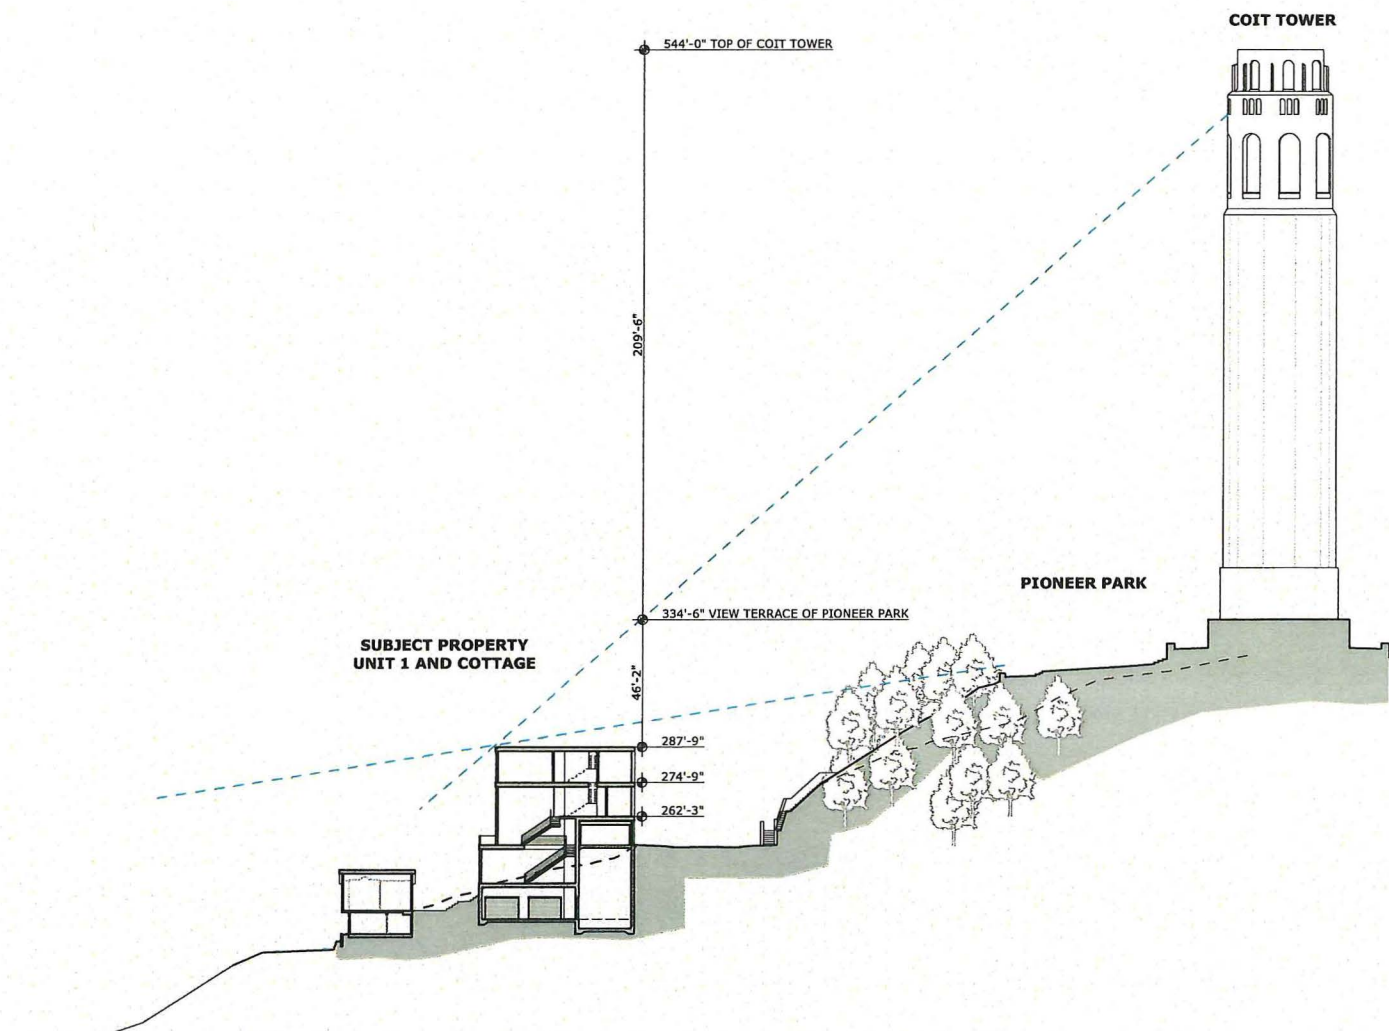 COIT TOWER
544'-0" TOP OF COIT TOWER
209'-6"
PIONEER PARK
334'-6" VIEW TERRACE OF PIONEER PARK
SUBJECT PROPERTY
UNIT 1 AND COTTAGE
46'-2"
287'-9"
274'-9"
262'-3"